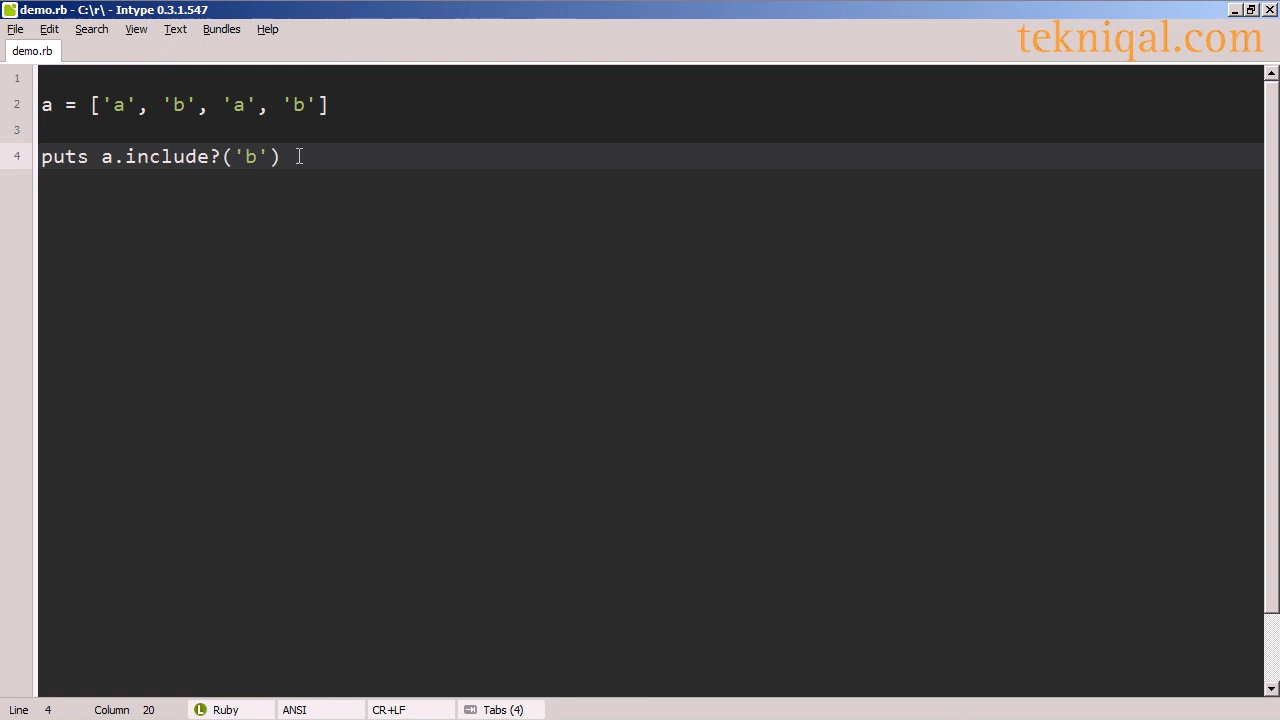 demo.rb - C:\r\ - Intype 0.3.1.547
File Edit Search View Text Bundles Help
tekniqal.com
demo.rb
1
2 a = ['a', 'b', 'a', 'b']
3
4 puts a.include?('b')
Line 4 Column 20 L Ruby ANSI CR+LF Tabs (4)